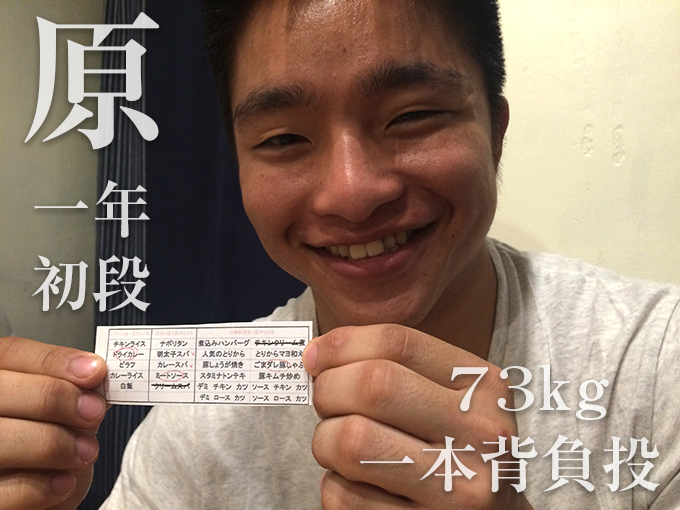 原
一年
初段
チキンライス ナポリタン 煮込みハンバーグ チキンクリーム煮
ドライカレー 明太子スパ 人気のとりから とりからマヨ和え
ピラフ カレースパ 豚しょうが焼き ごまダレ豚しゃぶ
カレーライス ミートソース スタミナトンテキ 豚キムチ炒め
白飯 クリームスパ デミ チキン カツ ソース チキン カツ
デミ ロース カツ ソース ロース カツ
73kg
一本背負投